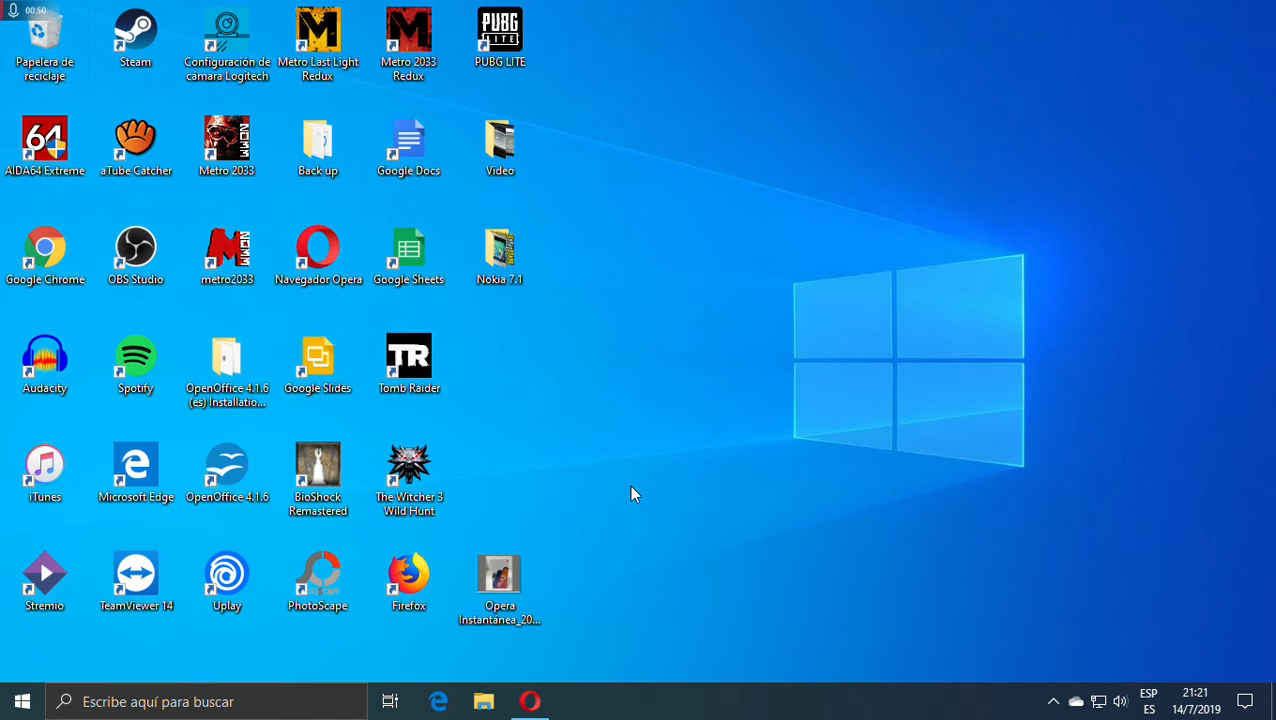 00:50
Papelera de
reciclaje
Steam
Configuración de
cámara Logitech
M
Metro Last Light
Redux
M
Metro 2033
Redux
PUBG
LITE
PUBG LITE
64
AIDA64 Extreme
aTube Catcher
Metro 2033
Back up
Google Docs
Video
Google Chrome
OBS Studio
metro2033
Navegador Opera
Google Sheets
Nokia 7.1
Audacity
Spotify
OpenOffice 4.1.6
(es) Installatio...
Google Slides
TR
Tomb Raider
iTunes
Microsoft Edge
OpenOffice 4.1.6
BioShock
Remastered
The Witcher 3
Wild Hunt
Stremio
TeamViewer 14
Uplay
PhotoScape
Firefox
Opera
Instantánea_20...
Escribe aquí para buscar
ESP
ES
21:21
14/7/2019